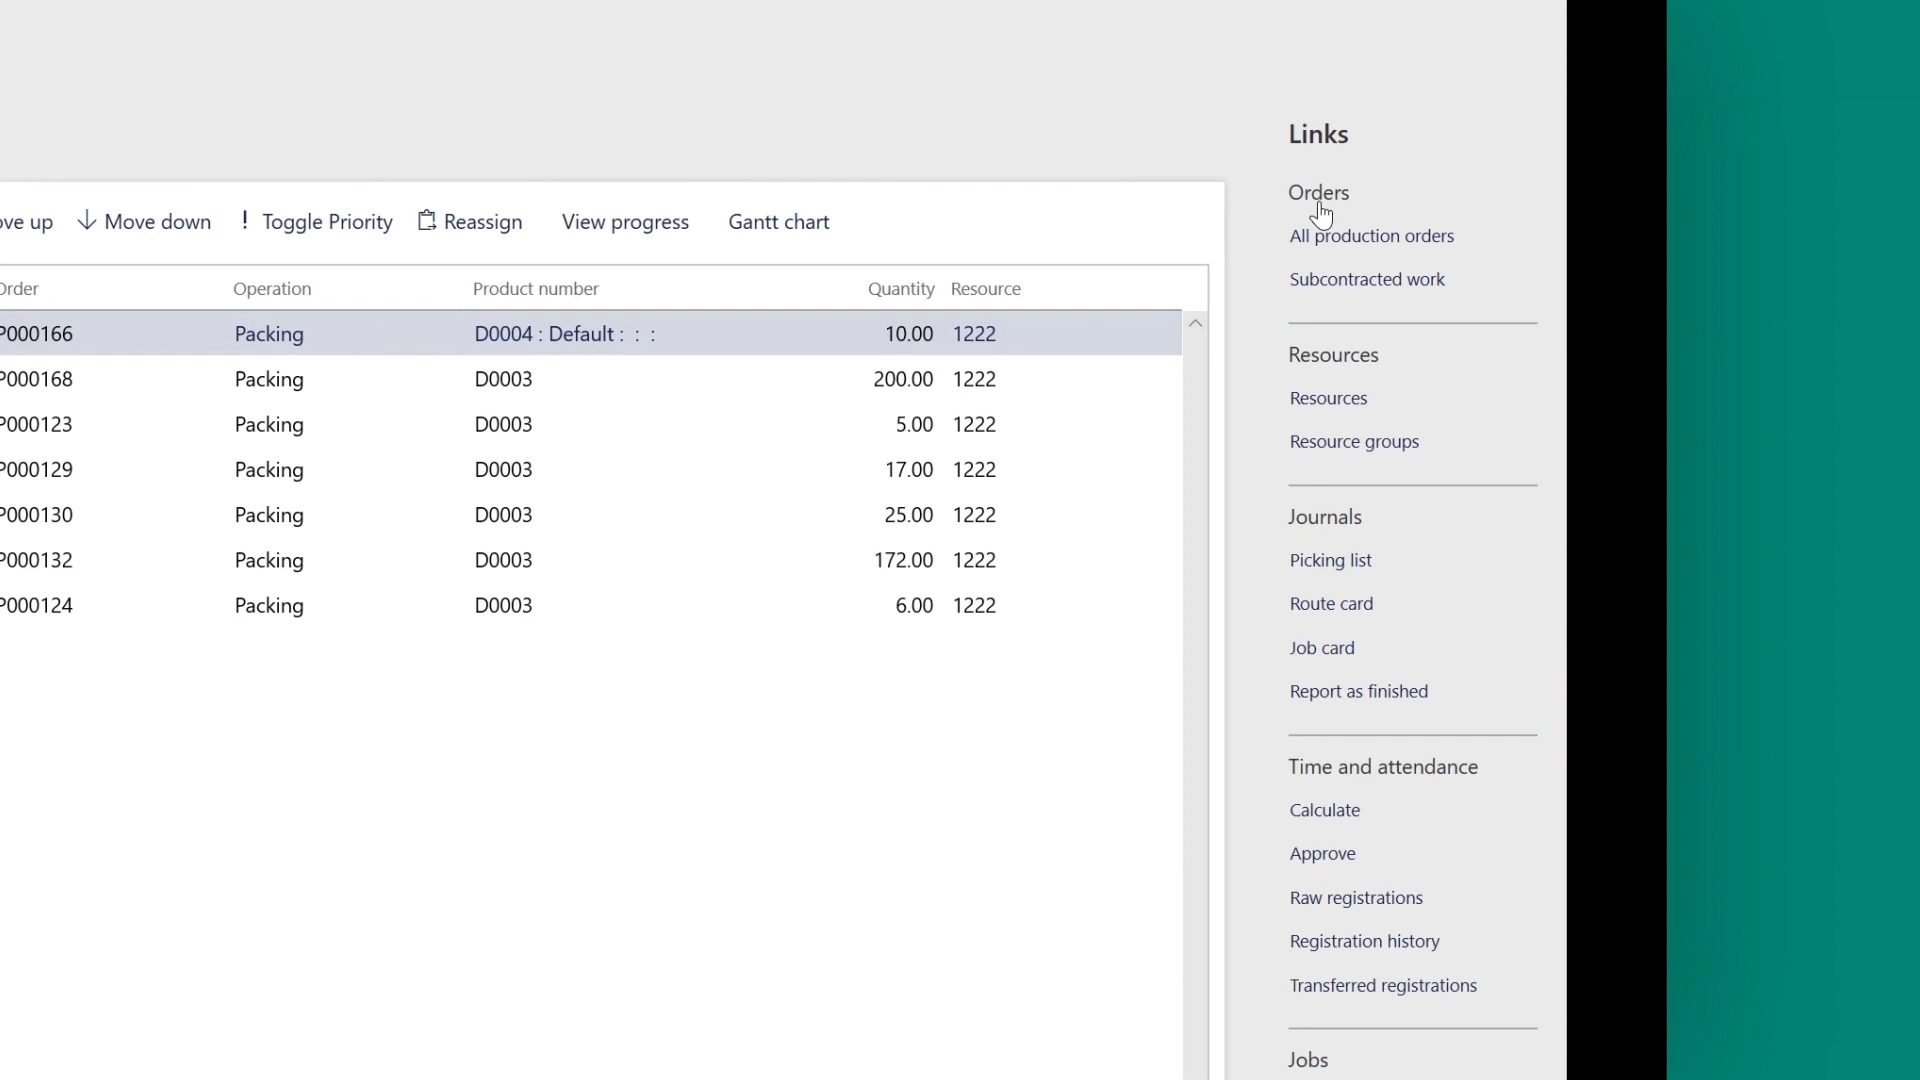 Links
Orders
All production orders
Subcontracted work
ove up Move down ! Toggle Priority Reassign View progress Gantt chart
Order Operation Product number Quantity Resource
P000166 Packing D0004 : Default : : : 10.00 1222
P000168 Packing D0003 200.00 1222
P000123 Packing D0003 5.00 1222
P000129 Packing D0003 17.00 1222
P000130 Packing D0003 25.00 1222
P000132 Packing D0003 172.00 1222
P000124 Packing D0003 6.00 1222
Resources
Resources
Resource groups
Journals
Picking list
Route card
Job card
Report as finished
Time and attendance
Calculate
Approve
Raw registrations
Registration history
Transferred registrations
Jobs